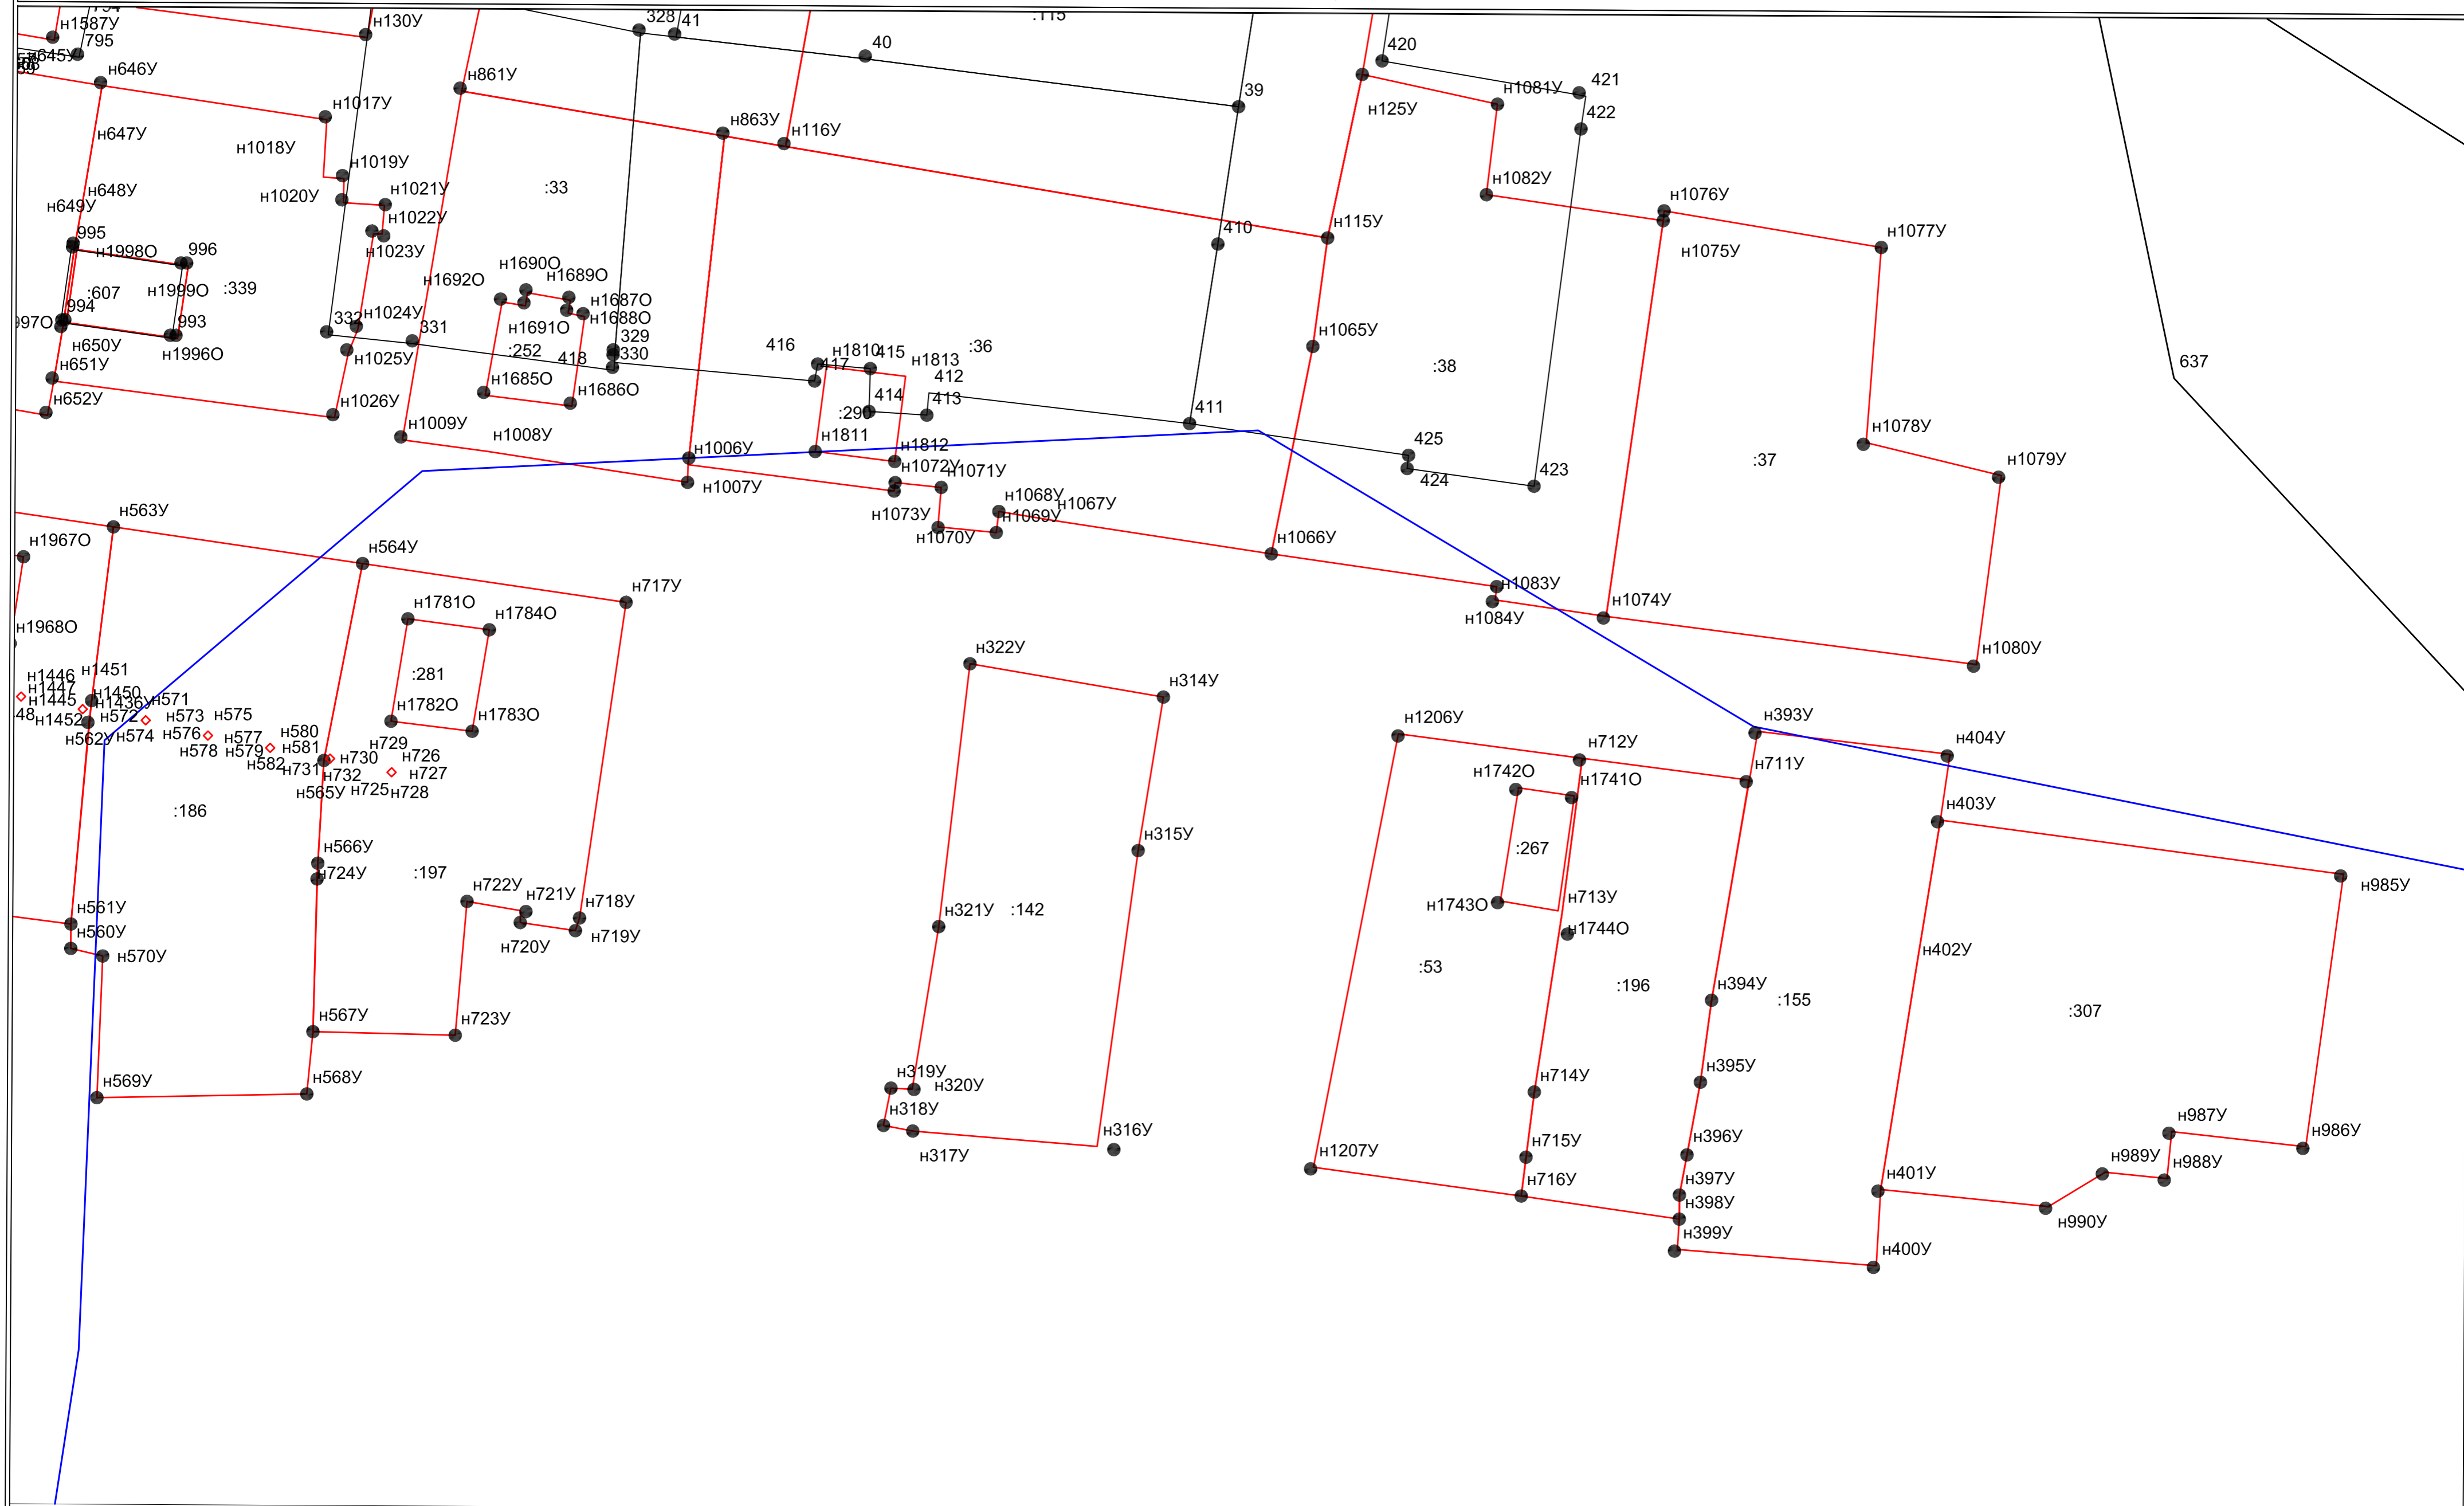 н1587У
795
н645У
н646У
н130У
328
41
40
:115
420
421
н1081У
422
н125У
39
н861У
н1017У
н863У
н116У
н647У
н1018У
н1019У
:33
н1082У
н1076У
н1075У
н1077У
н648У
н649У
н1020У
н1021У
н1022У
н1023У
410
н115У
995
н1998О
996
:607
н1999О
:339
н1692О
н1690О
н1689О
н1687О
н1688О
н1691О
994
993
997О
332
н1024У
331
329
330
637
н650У
н1996О
н1025У
:252
418
416
417
н1810
415
н1813
:36
412
н1065У
:38
н651У
н652У
н1026У
н1685О
н1686О
414
413
:290
411
н1009У
н1008У
н1811
н1812
425
424
423
:37
н1078У
н1079У
н1006У
н1007У
н1072У
н1071У
н1073У
н1070У
н1068У
н1069У
н1067У
н1066У
н563У
н1967О
н564У
н717У
н1083У
н1084У
н1074У
н1080У
н1968О
н1781О
н1784О
:281
н1782О
н1783О
н322У
н314У
н1446
н1447
н1445
48
н1452
н1451
н1450
н1436У
н571
н572
н562У
н574
н573
н576
н575
н578
н577
н579
н580
н581
н582
н731
н732
н730
н729
н726
н727
н725
н728
н565У
:186
н1206У
н712У
н393У
н404У
н711У
н1742О
н1741О
:267
н403У
н315У
н566У
н724У
:197
н722У
н721У
н718У
н720У
н719У
н561У
н560У
н570У
н321У
:142
н1743О
н713У
н1744О
н985У
:53
:196
н394У
:155
н402У
:307
н567У
н723У
н569У
н568У
н319У
н320У
н318У
н317У
н316У
н714У
н395У
н715У
н396У
н1207У
н716У
н397У
н398У
н399У
н401У
н400У
н987У
н986У
н989У
н988У
н990У